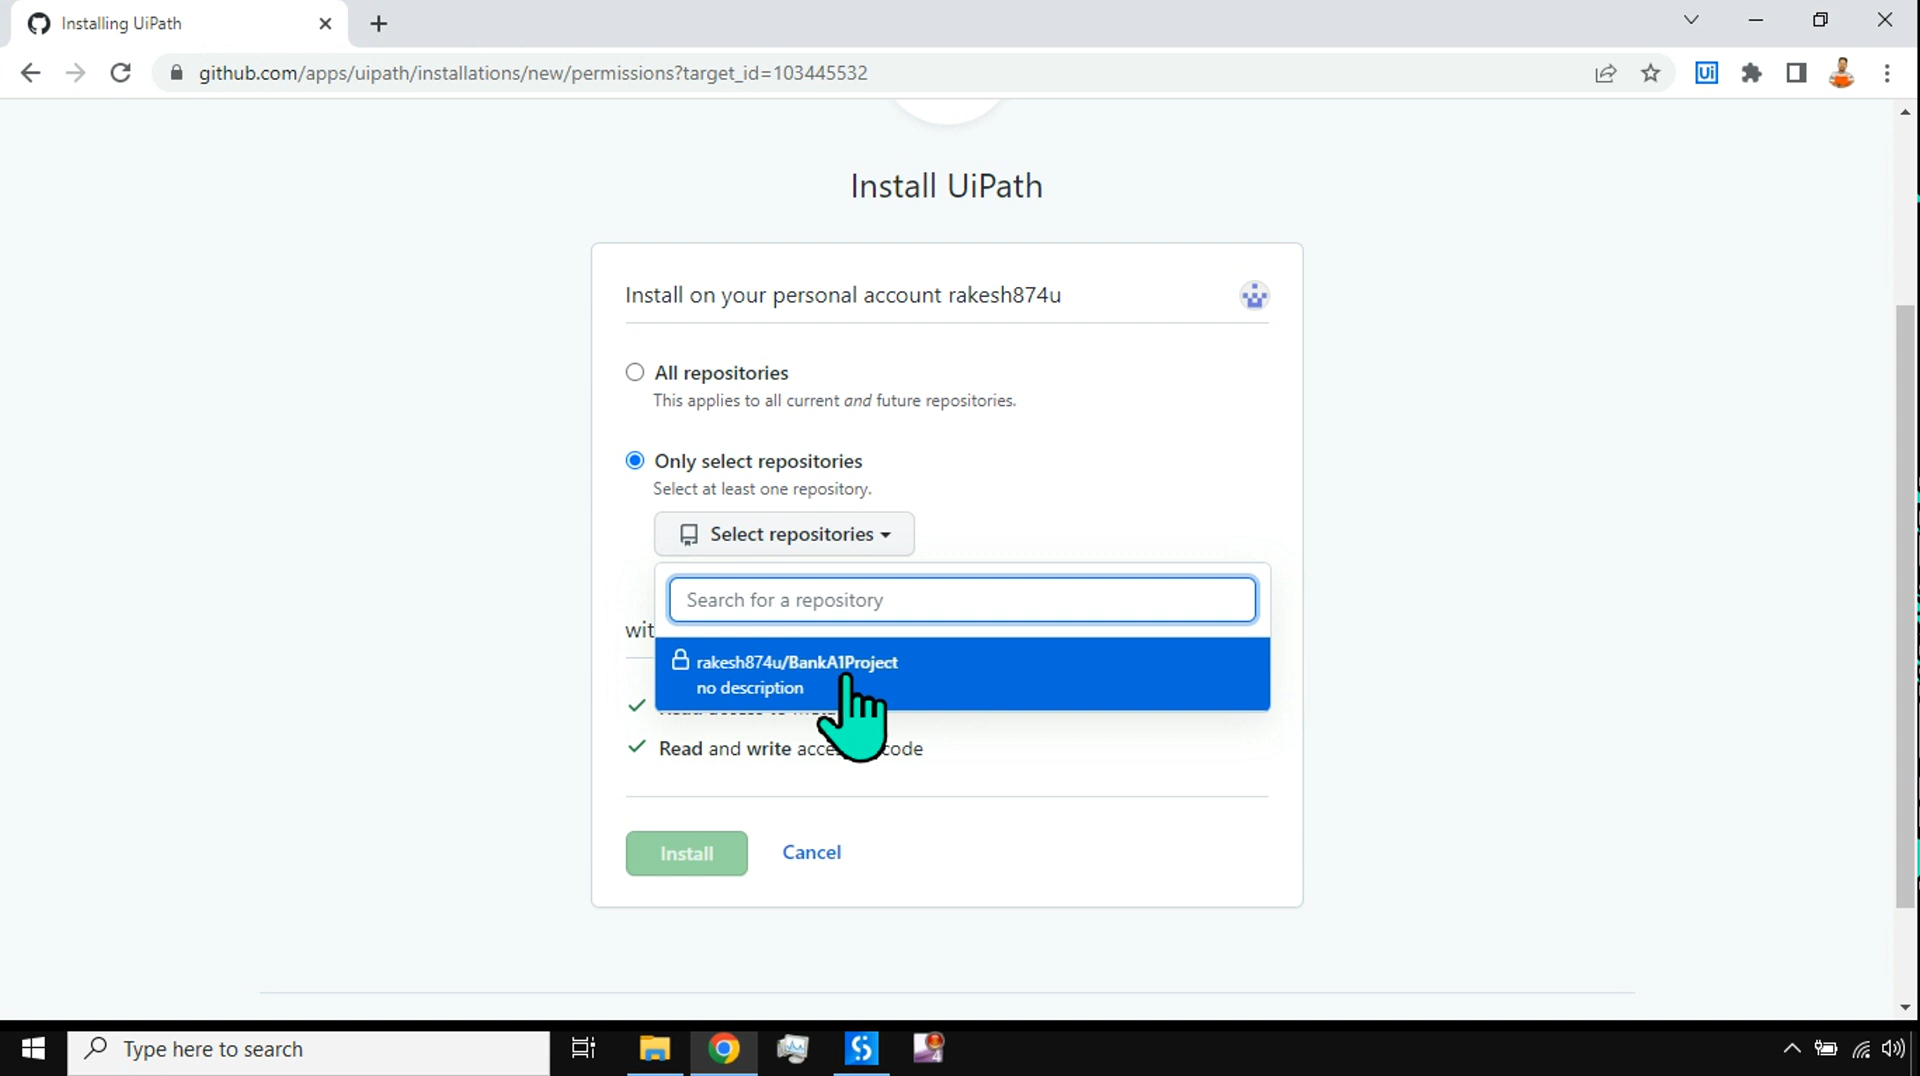 Installing UiPath
github.com/apps/uipath/installations/new/permissions?target_id=103445532
Ui
Install UiPath
Install on your personal account rakesh874u
All repositories
This applies to all current and future repositories.
Only select repositories
Select at least one repository.
Select repositories
Search for a repository
wit
rakesh874u/BankA1Project
no description
Read and write acce code
Install
Cancel
Type here to search
4